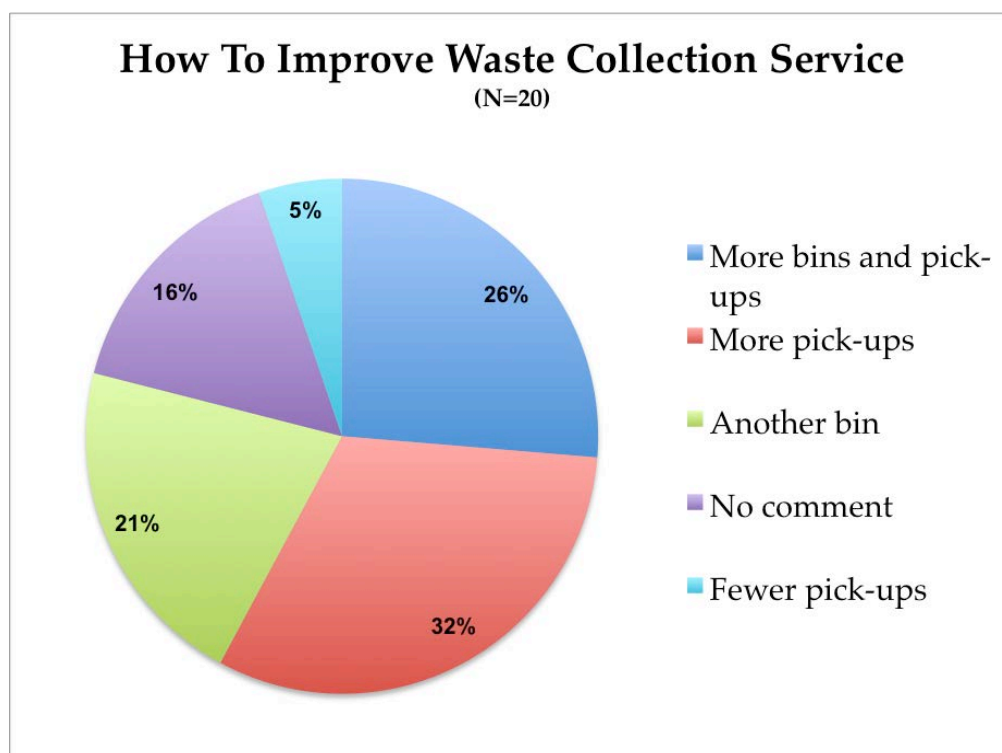 How To Improve Waste Collection Service
(N=20)
5%
26%
16%
21%
32%
More bins and pick-
ups
More pick-ups
Another bin
No comment
Fewer pick-ups